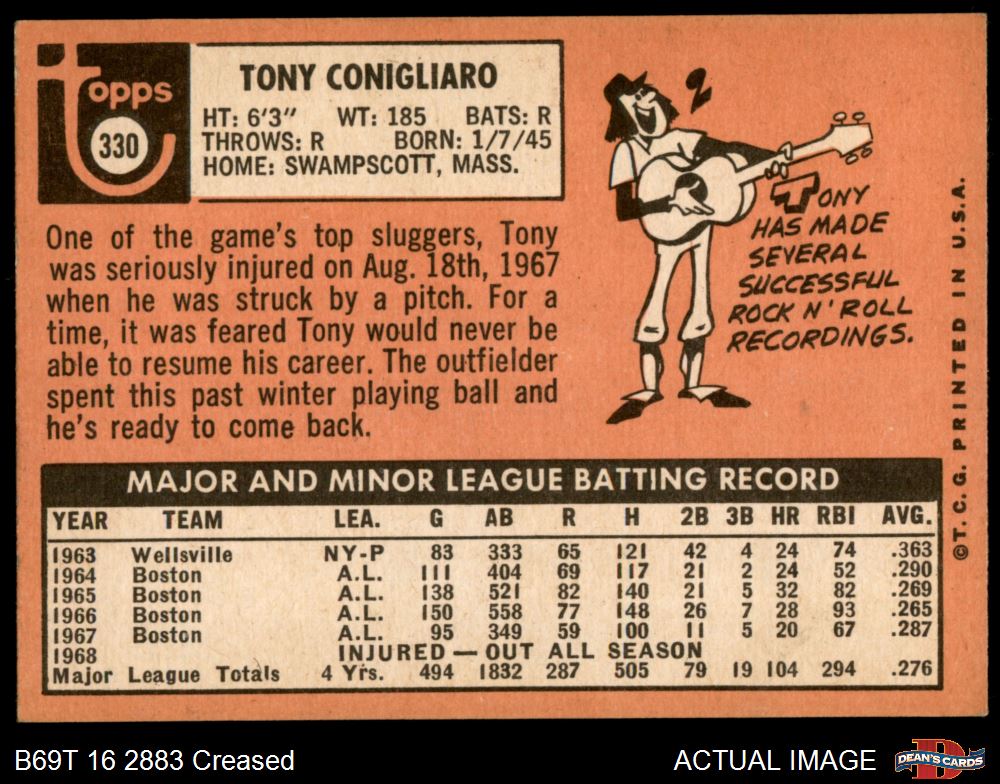 Topps
330
TONY CONIGLIARO
HT: 6'3" WT: 185 BATS: R
THROWS: R BORN: 1/7/45
HOME: SWAMPSCOTT, MASS.
One of the game's top sluggers, Tony
was seriously injured on Aug. 18th, 1967
when he was struck by a pitch. For a
time, it was feared Tony would never be
able to resume his career. The outfielder
spent this past winter playing ball and
he's ready to come back.
2
TONY
HAS MADE
SEVERAL
SUCCESSFUL
ROCK N' ROLL
RECORDINGS.
MAJOR AND MINOR LEAGUE BATTING RECORD
YEAR TEAM LEA. G AB R H 2B 3B HR RBI AVG.
1963 Wellsville NY-P 83 333 65 121 42 4 24 74 .363
1964 Boston A.L. 111 404 69 117 21 2 24 52 .290
1965 Boston A.L. 138 521 82 140 21 5 32 82 .269
1966 Boston A.L. 150 558 77 148 26 7 28 93 .265
1967 Boston A.L. 95 349 59 100 11 5 20 67 .287
1968 INJURED — OUT ALL SEASON
Major League Totals 4 Yrs. 494 1832 287 505 79 19 104 294 .276
©T. C. G. PRINTED IN U.S.A.
B69T 16 2883 Creased
ACTUAL IMAGE
D
DEAN'S CARDS